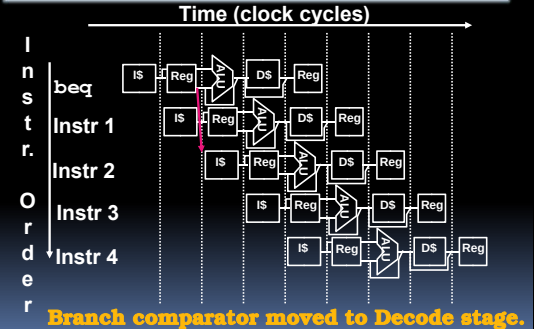 Time (clock cycles)
I
n
s
t
r.
O
r
d
e
r
beq
I$ Reg ALU D$ Reg
Instr 1
I$ Reg ALU D$ Reg
Instr 2
I$ Reg ALU D$ Reg
Instr 3
I$ Reg ALU D$ Reg
Instr 4
I$ Reg ALU D$ Reg
Branch comparator moved to Decode stage.